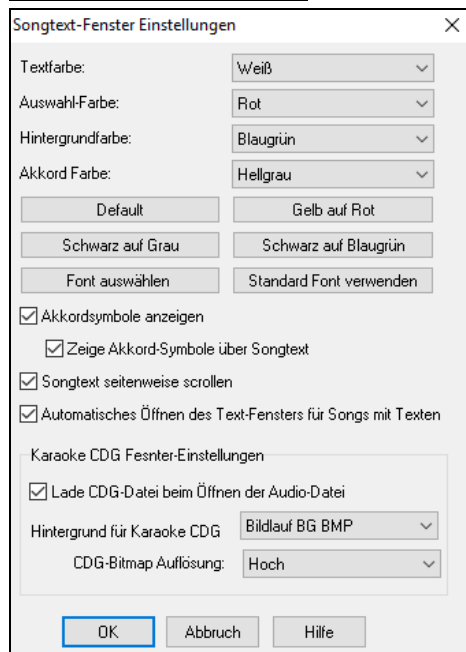 Songtext-Fenster Einstellungen
Textfarbe: Weiß
Auswahl-Farbe: Rot
Hintergrundfarbe: Blaugrün
Akkord Farbe: Hellgrau
Default Gelb auf Rot
Schwarz auf Grau Schwarz auf Blaugrün
Font auswählen Standard Font verwenden
Akkordsymbole anzeigen
Zeige Akkord-Symbole über Songtext
Songtext seitenweise scrollen
Automatisches Öffnen des Text-Fensters für Songs mit Texten
Karaoke CDG Fesnter-Einstellungen
Lade CDG-Datei beim Öffnen der Audio-Datei
Hintergrund für Karaoke CDG Bildlauf BG BMP
CDG-Bitmap Auflösung: Hoch
OK Abbruch Hilfe